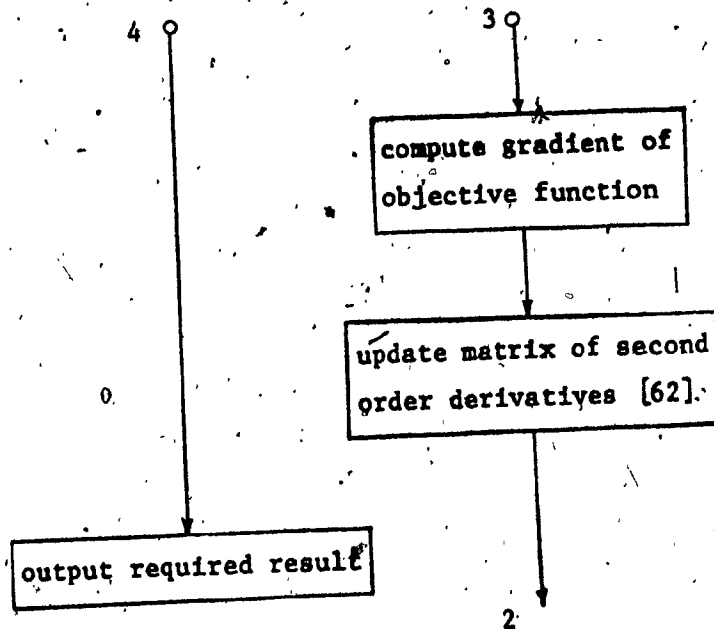 4
3
compute gradient of
objective function
update matrix of second
order derivatives [62].
output required result
2